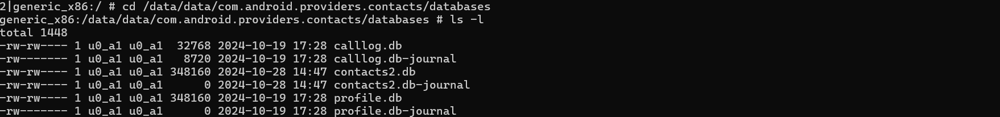 2|generic_x86:/ # cd /data/data/com.android.providers.contacts/databases
generic_x86:/data/data/com.android.providers.contacts/databases # ls -l
total 1448
-rw-rw---- 1 u0_a1 u0_a1  32768 2024-10-19 17:28 calllog.db
-rw------- 1 u0_a1 u0_a1   8720 2024-10-19 17:28 calllog.db-journal
-rw-rw---- 1 u0_a1 u0_a1 348160 2024-10-28 14:47 contacts2.db
-rw-rw---- 1 u0_a1 u0_a1      0 2024-10-28 14:47 contacts2.db-journal
-rw-rw---- 1 u0_a1 u0_a1 348160 2024-10-19 17:28 profile.db
-rw------- 1 u0_a1 u0_a1      0 2024-10-19 17:28 profile.db-journal